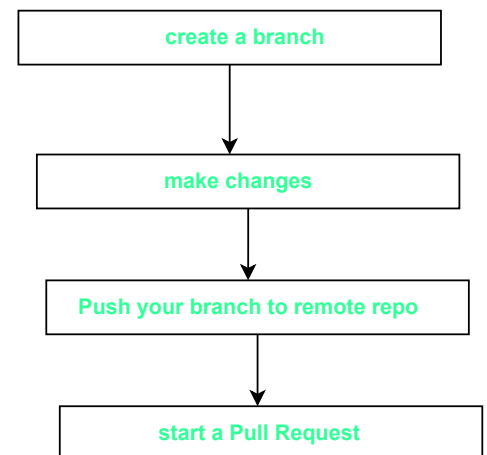 create a branch
make changes
Push your branch to remote repo
start a Pull Request